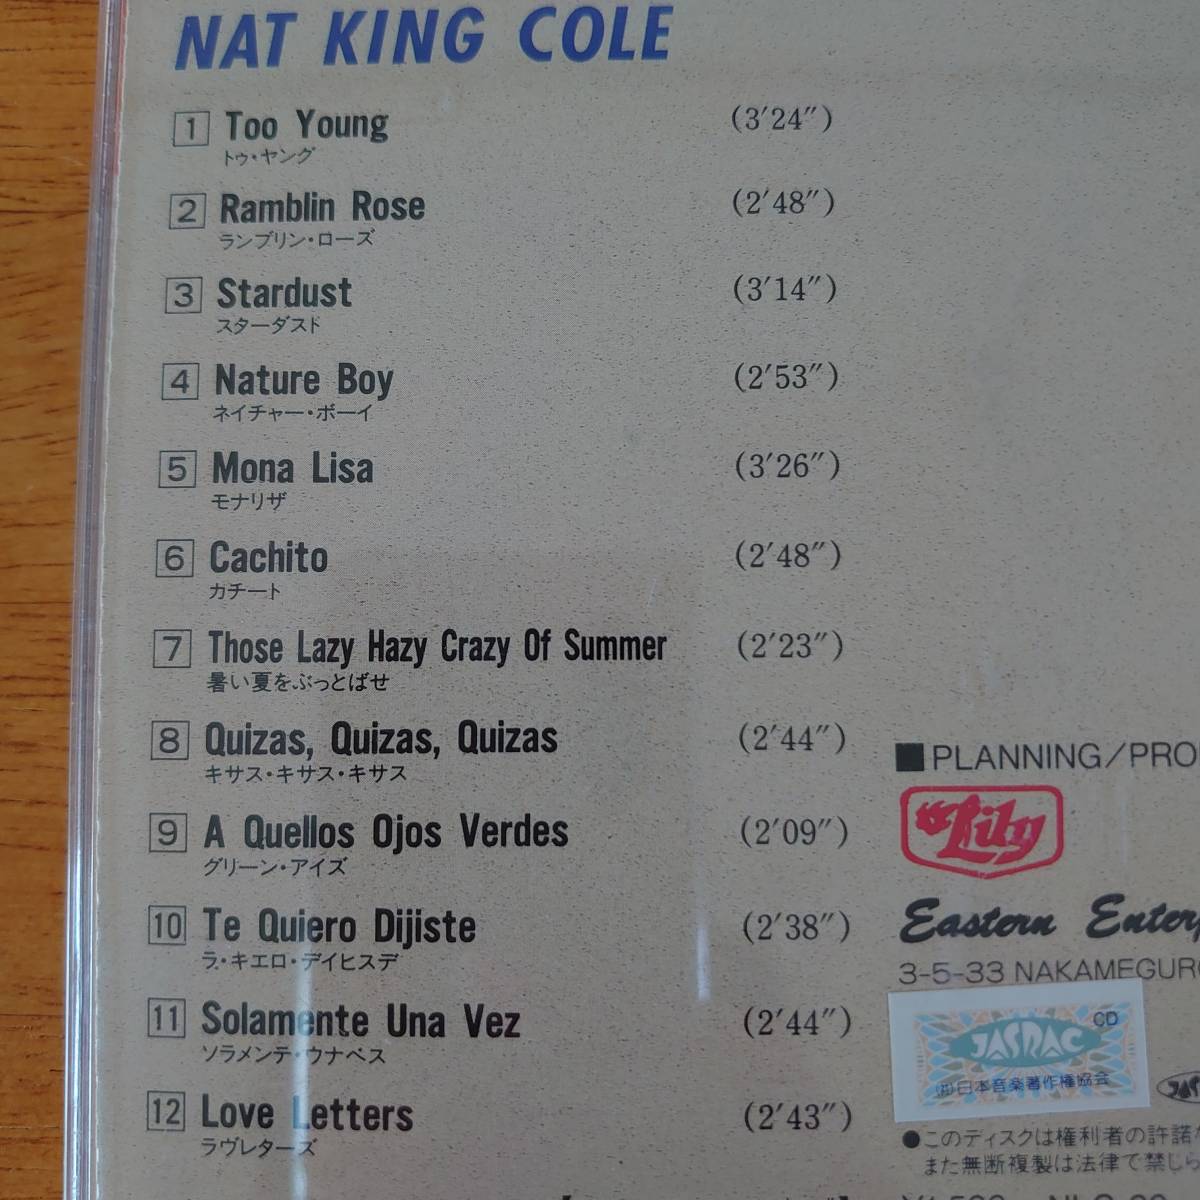 NAT KING COLE
1 Too Young (3'24")
トゥ・ヤング
2 Ramblin Rose (2'48")
ランブリン・ローズ
3 Stardust (3'14")
スターダスド
4 Nature Boy (2'53")
ネイチャー・ボーイ
5 Mona Lisa (3'26")
モナリザ
6 Cachito (2'48")
カチート
7 Those Lazy Hazy Crazy Of Summer (2'23")
暑い夏をぶっとばせ
8 Quizas, Quizas, Quizas (2'44")
キサス・キサス・キサス
9 A Quellos Ojos Verdes (2'09")
グリーン・アイズ
10 Te Quiero Dijiste (2'38")
ラ・キエロ・デイヒスデ
11 Solamente Una Vez (2'44")
ソラメンテ・ウナベス
12 Love Letters (2'43")
ラヴレターズ
■PLANNING/PRO
Lily
Eastern Enterp
3-5-33 NAKAMEGURO
CD
JASRAC
(社)日本音楽著作権協会
●このディスクは権利者の許諾な
また無断複製は法律で禁じら